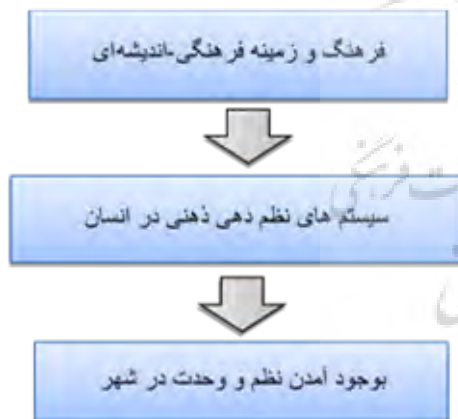 فرهنگ و زمینه فرهنگی-اندیشه‌ای
سیستم های نظم دهی ذهنی در انسان
بوجود آمدن نظم و وحدت در شهر